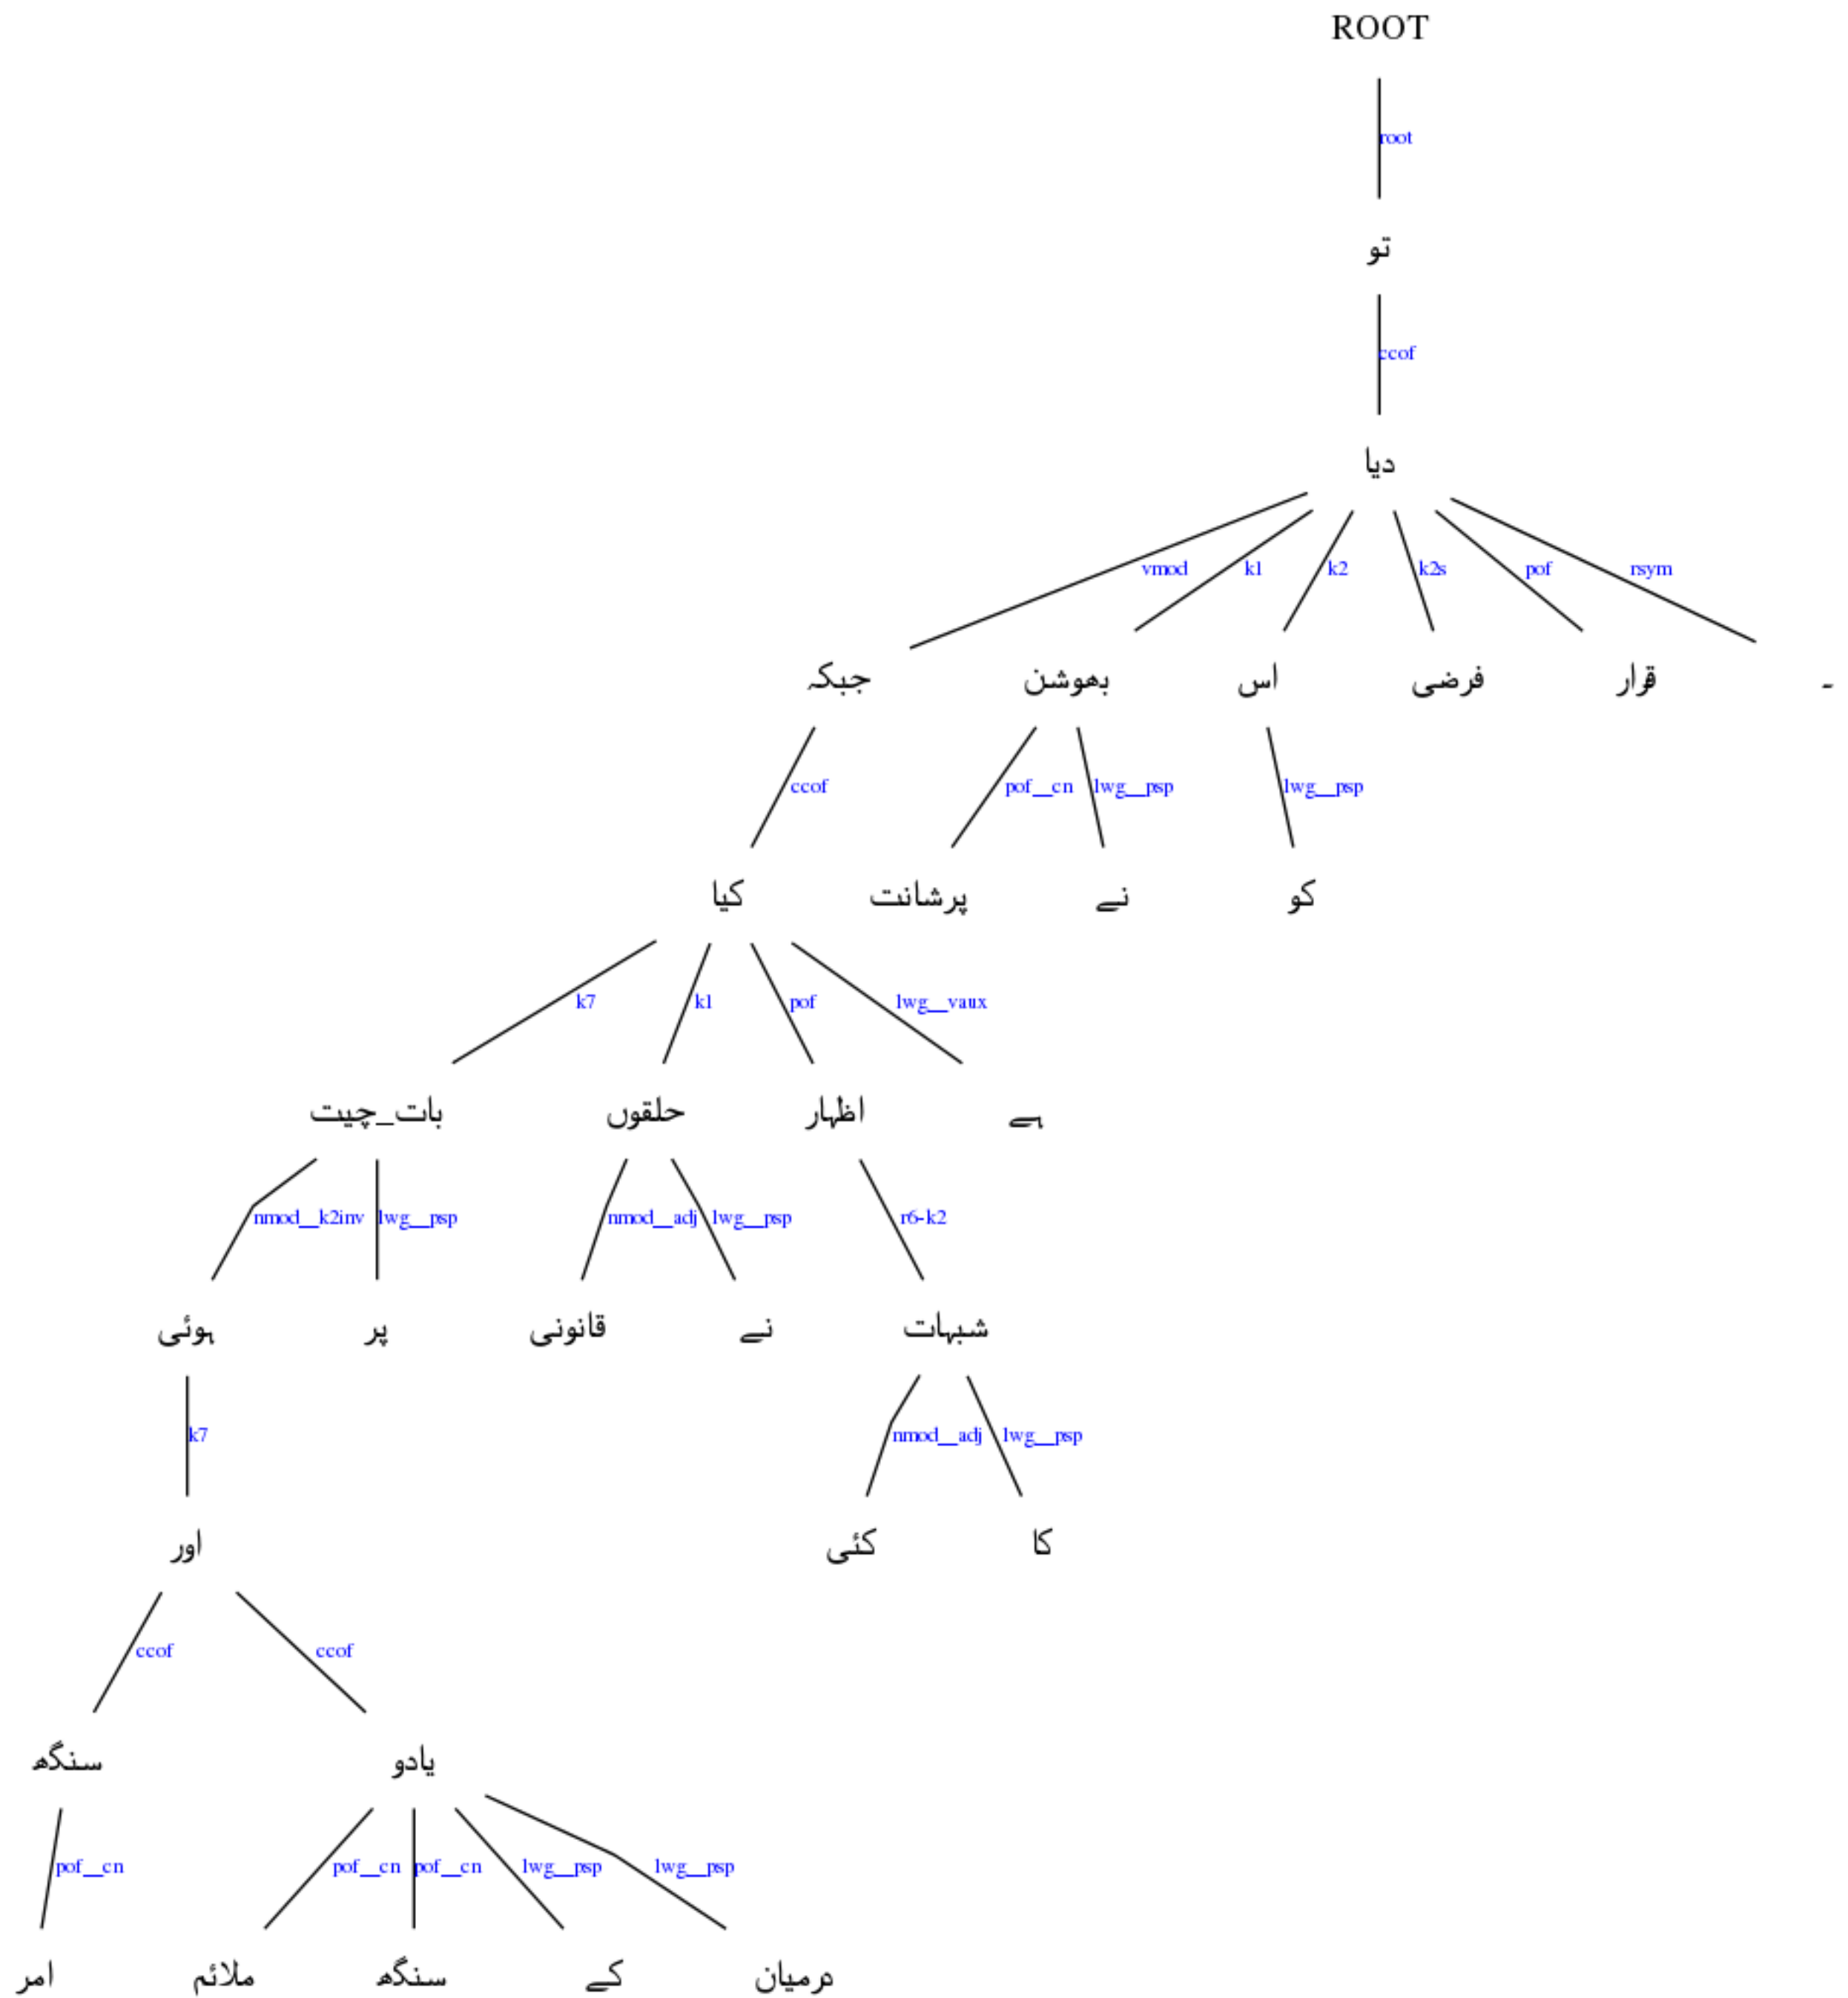 ROOT
root
تو
ccof
دیا
vmod k1 k2 k2s pof rsym
جبکہ بھوشن اس فرضی قرار ۔
ccof pof__cn lwg__psp lwg__psp
کیا پرشانت نے کو
k7 k1 pof lwg__vaux
بات_چیت حلقوں اظہار ہے
nmod__k2inv lwg__psp nmod__adj lwg__psp r6-k2
ہوئی پر قانونی نے شبہات
k7 nmod__adj lwg__psp
اور کئی کا
ccof ccof
سنگھ یادو
pof__cn pof__cn pof__cn lwg__psp lwg__psp
امر ملائم سنگھ کے درمیان